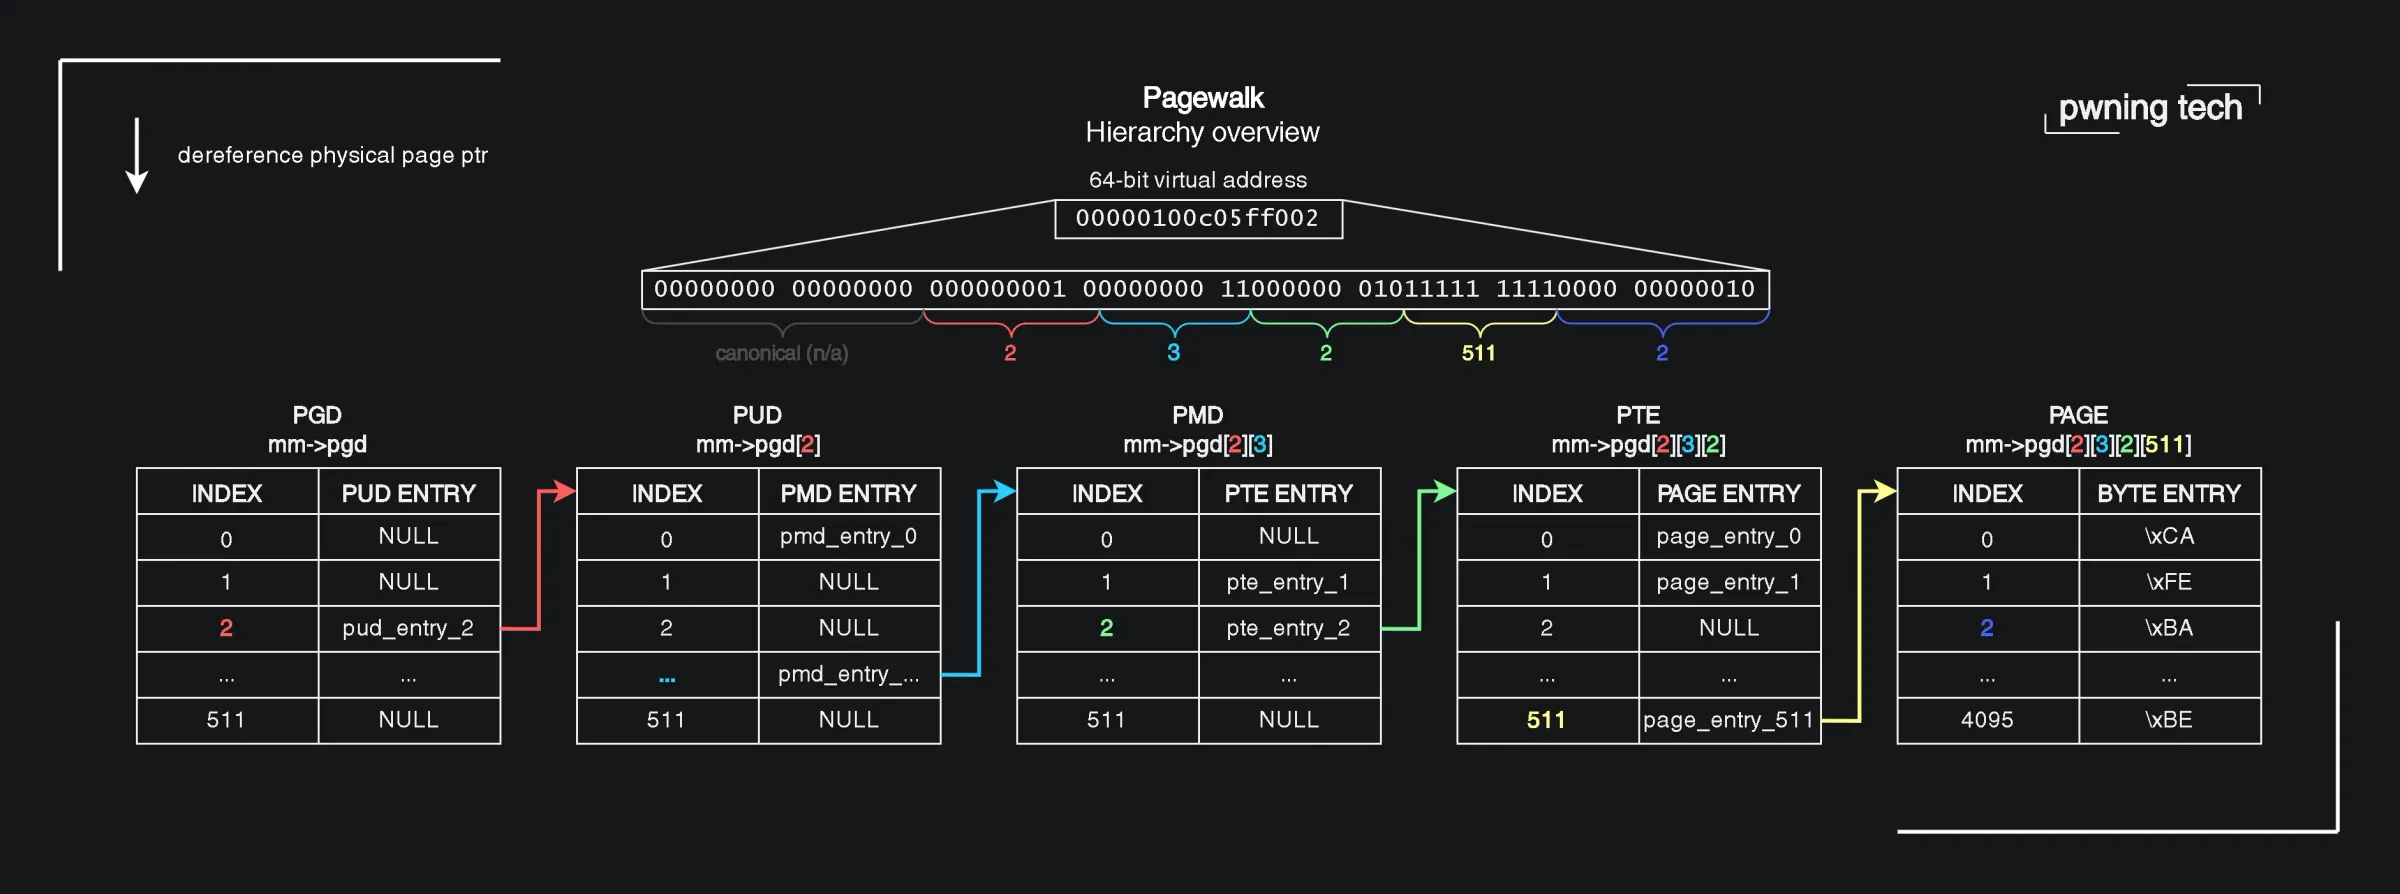 pwning tech
dereference physical page ptr
Pagewalk
Hierarchy overview
64-bit virtual address
00000100c05ff002
00000000 00000000 000000001 00000000 11000000 01011111 11110000 00000010
canonical (n/a) 2 3 2 511 2
PGD
mm->pgd
INDEX PUD ENTRY
0 NULL
1 NULL
2 pud_entry_2
... ...
511 NULL
PUD
mm->pgd[2]
INDEX PMD ENTRY
0 pmd_entry_0
1 NULL
2 NULL
... pmd_entry_...
511 NULL
PMD
mm->pgd[2][3]
INDEX PTE ENTRY
0 NULL
1 pte_entry_1
2 pte_entry_2
... ...
511 NULL
PTE
mm->pgd[2][3][2]
INDEX PAGE ENTRY
0 page_entry_0
1 page_entry_1
2 NULL
... ...
511 page_entry_511
PAGE
mm->pgd[2][3][2][511]
INDEX BYTE ENTRY
0 \xCA
1 \xFE
2 \xBA
... ...
4095 \xBE